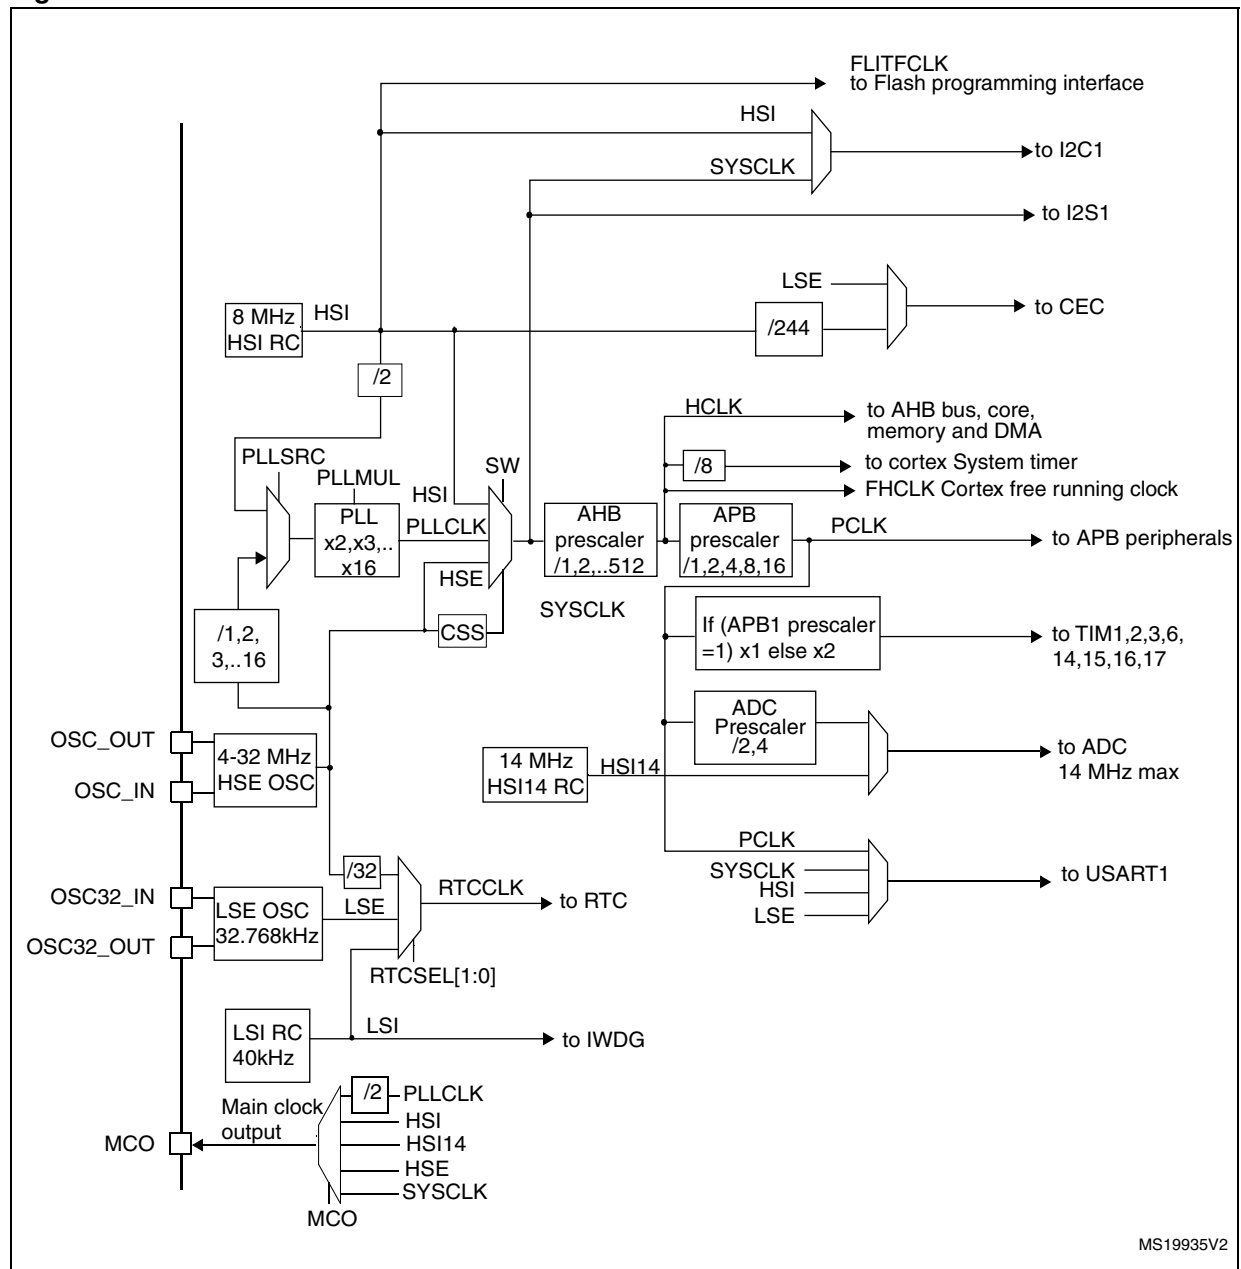 FLITFCLK
to Flash programming interface
HSI
to I2C1
SYSCLK
to I2S1
LSE
to CEC
8 MHz
HSI RC
HSI
/244
/2
HCLK
to AHB bus, core,
memory and DMA
PLLSRC
PLLMUL
SW
/8
to cortex System timer
FHCLK Cortex free running clock
HSI
PLL
x2,x3,..
x16
PLLCLK
HSE
AHB
prescaler
/1,2,..512
APB
prescaler
/1,2,4,8,16
PCLK
to APB peripherals
SYSCLK
/1,2,
3,..16
CSS
If (APB1 prescaler
=1) x1 else x2
to TIM1,2,3,6,
14,15,16,17
ADC
Prescaler
/2,4
OSC_OUT
OSC_IN
4-32 MHz
HSE OSC
14 MHz
HSI14 RC
HSI14
to ADC
14 MHz max
PCLK
SYSCLK
HSI
LSE
to USART1
/32
OSC32_IN
OSC32_OUT
LSE OSC
32.768kHz
LSE
RTCCLK
to RTC
RTCSEL[1:0]
LSI RC
40kHz
LSI
to IWDG
/2
PLLCLK
Main clock
output
HSI
MCO
HSI14
HSE
SYSCLK
MCO
MS19935V2